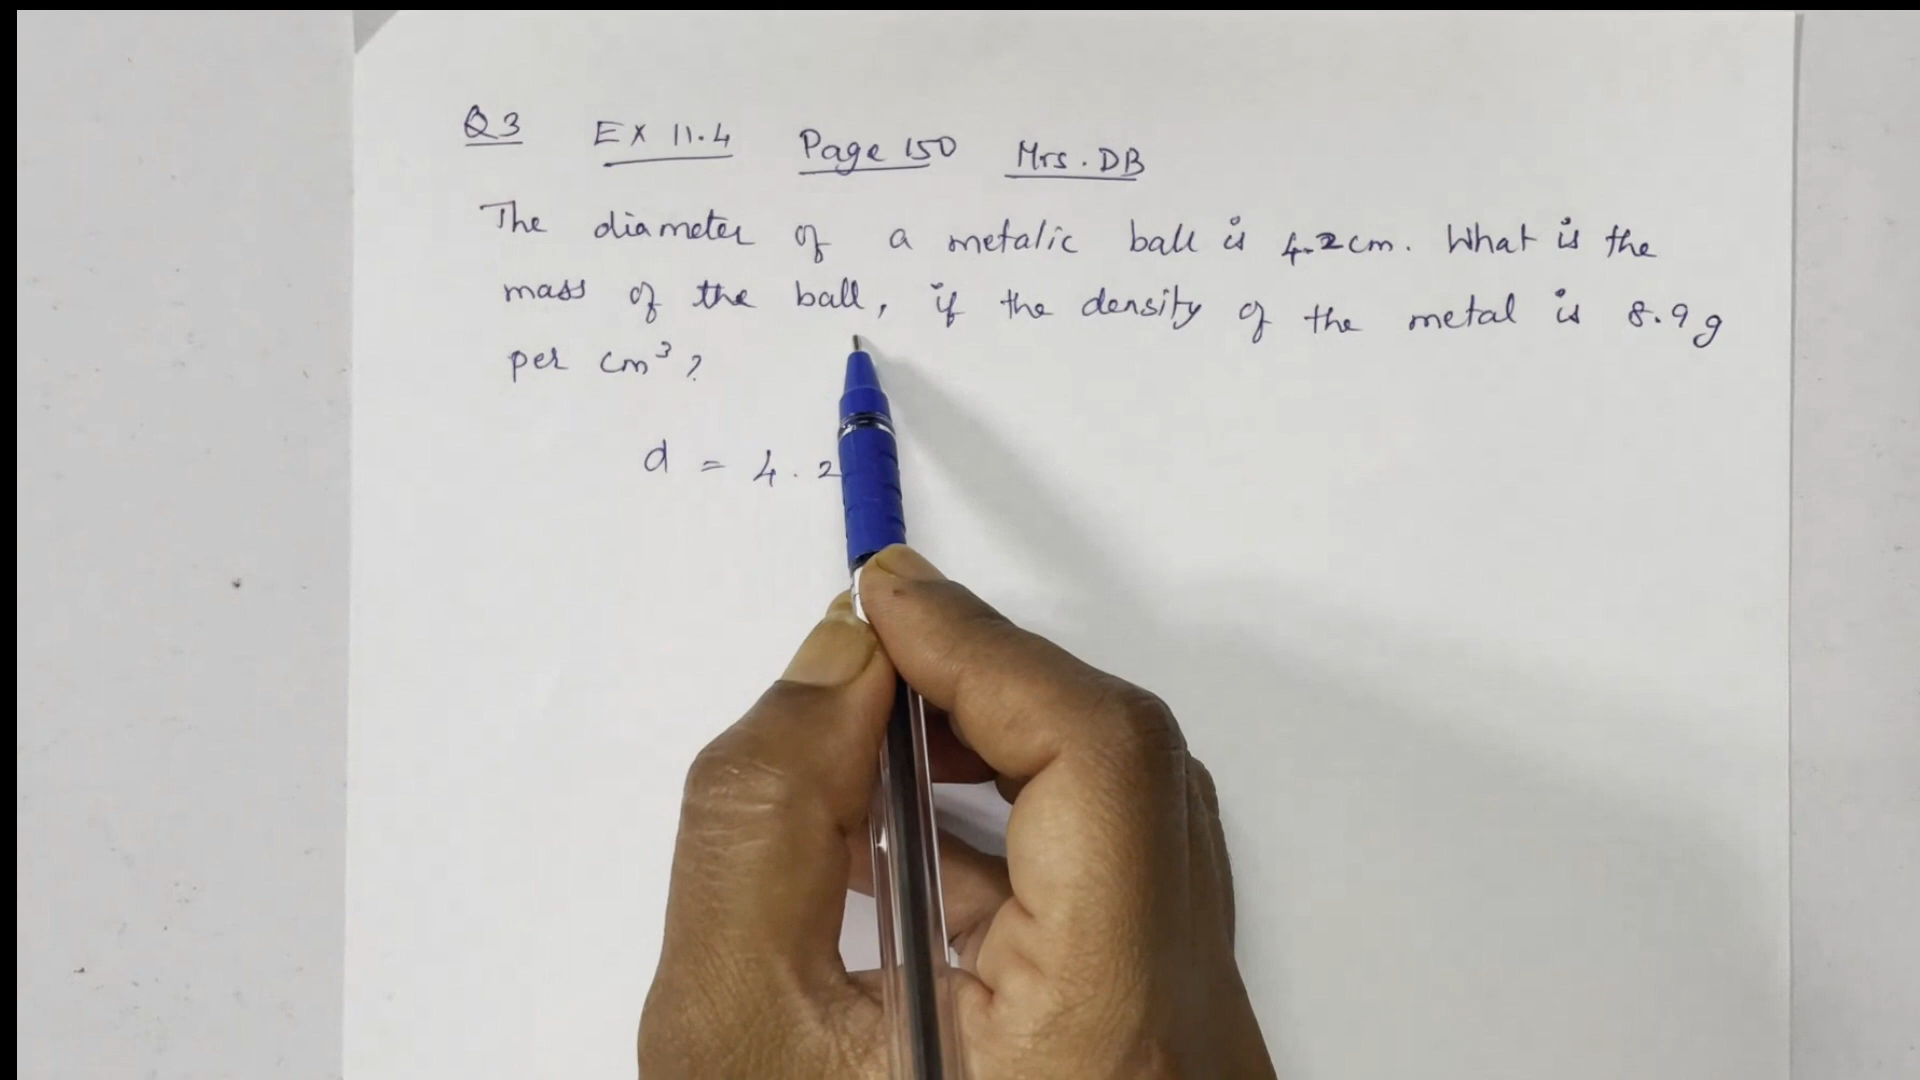 Q3 Ex 11.4 Page 150 Mrs. DB
The diameter of a metalic ball is 4.2cm. What is the
mass of the ball, if the density of the metal is 8.9g
per cm³?
d = 4.2